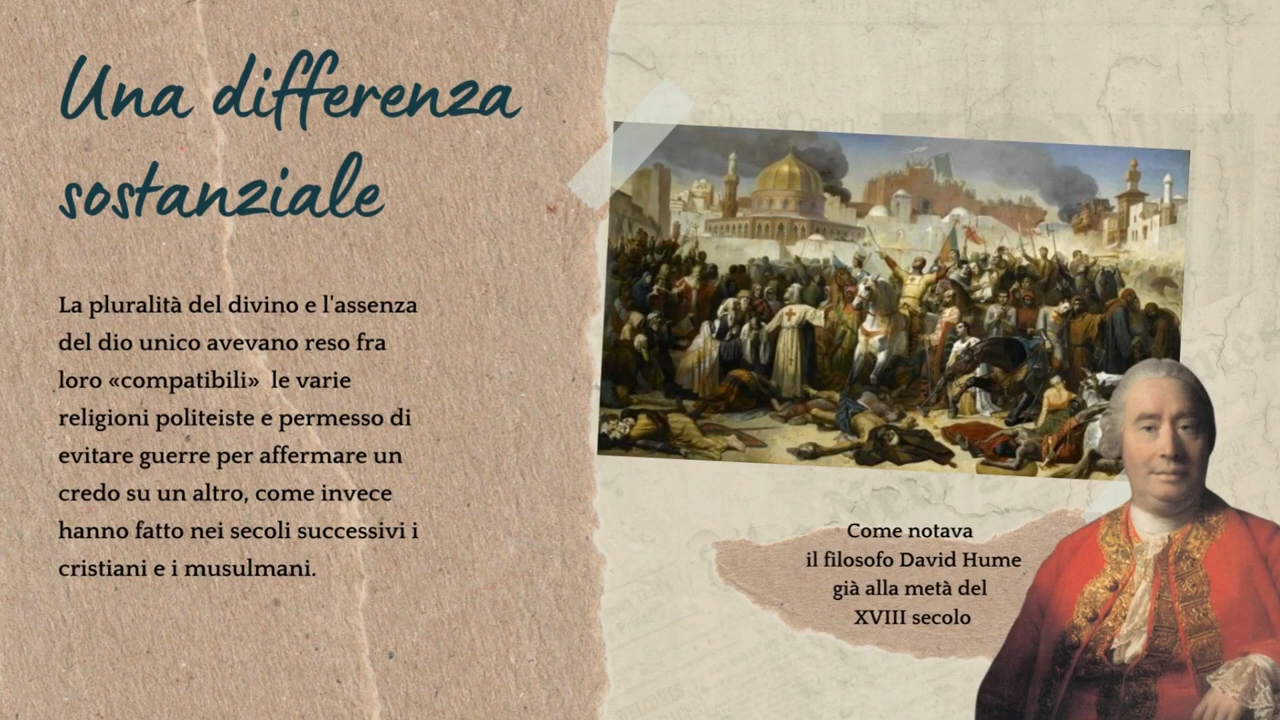 Una differenza
sostanziale
La pluralità del divino e l'assenza
del dio unico avevano reso fra
loro «compatibili»  le varie
religioni politeiste e permesso di
evitare guerre per affermare un
credo su un altro, come invece
hanno fatto nei secoli successivi i
cristiani e i musulmani.
Come notava
il filosofo David Hume
già alla metà del
XVIII secolo